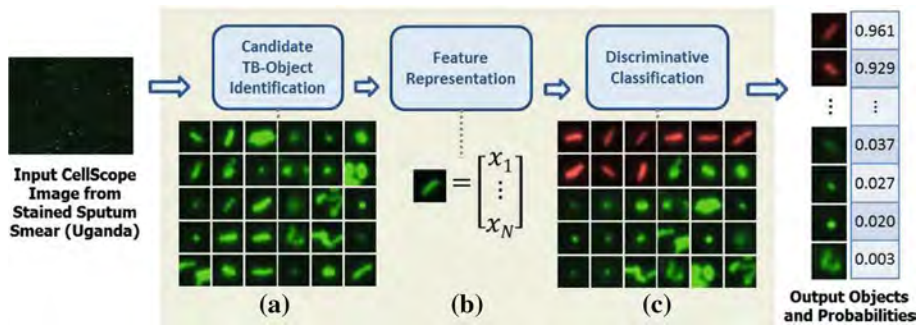 Input CellScope
Image from
Stained Sputum
Smear (Uganda)
Candidate
TB-Object
Identification
(a)
Feature
Representation
= [x1 ⋮ xN]
(b)
Discriminative
Classification
(c)
0.961
0.929
⋮ ⋮
0.037
0.027
0.020
0.003
Output Objects
and Probabilities